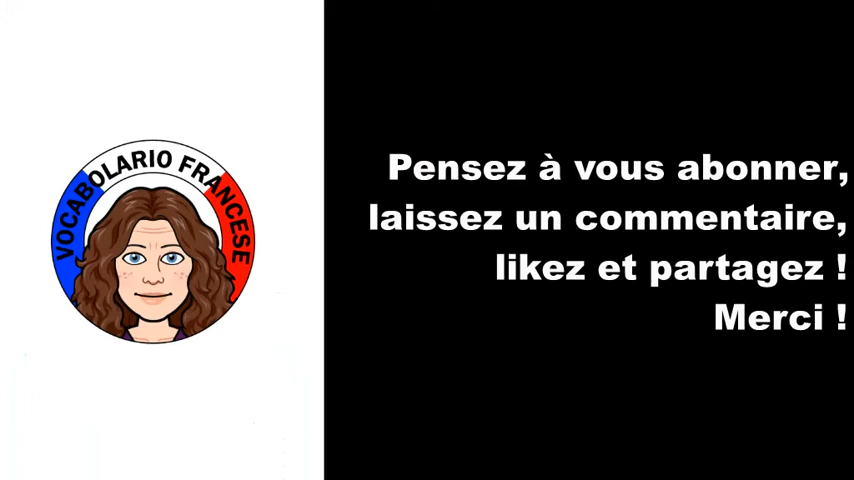 VOCABOLARIO FRANCESE
Pensez à vous abonner,
laissez un commentaire,
likez et partagez !
Merci !